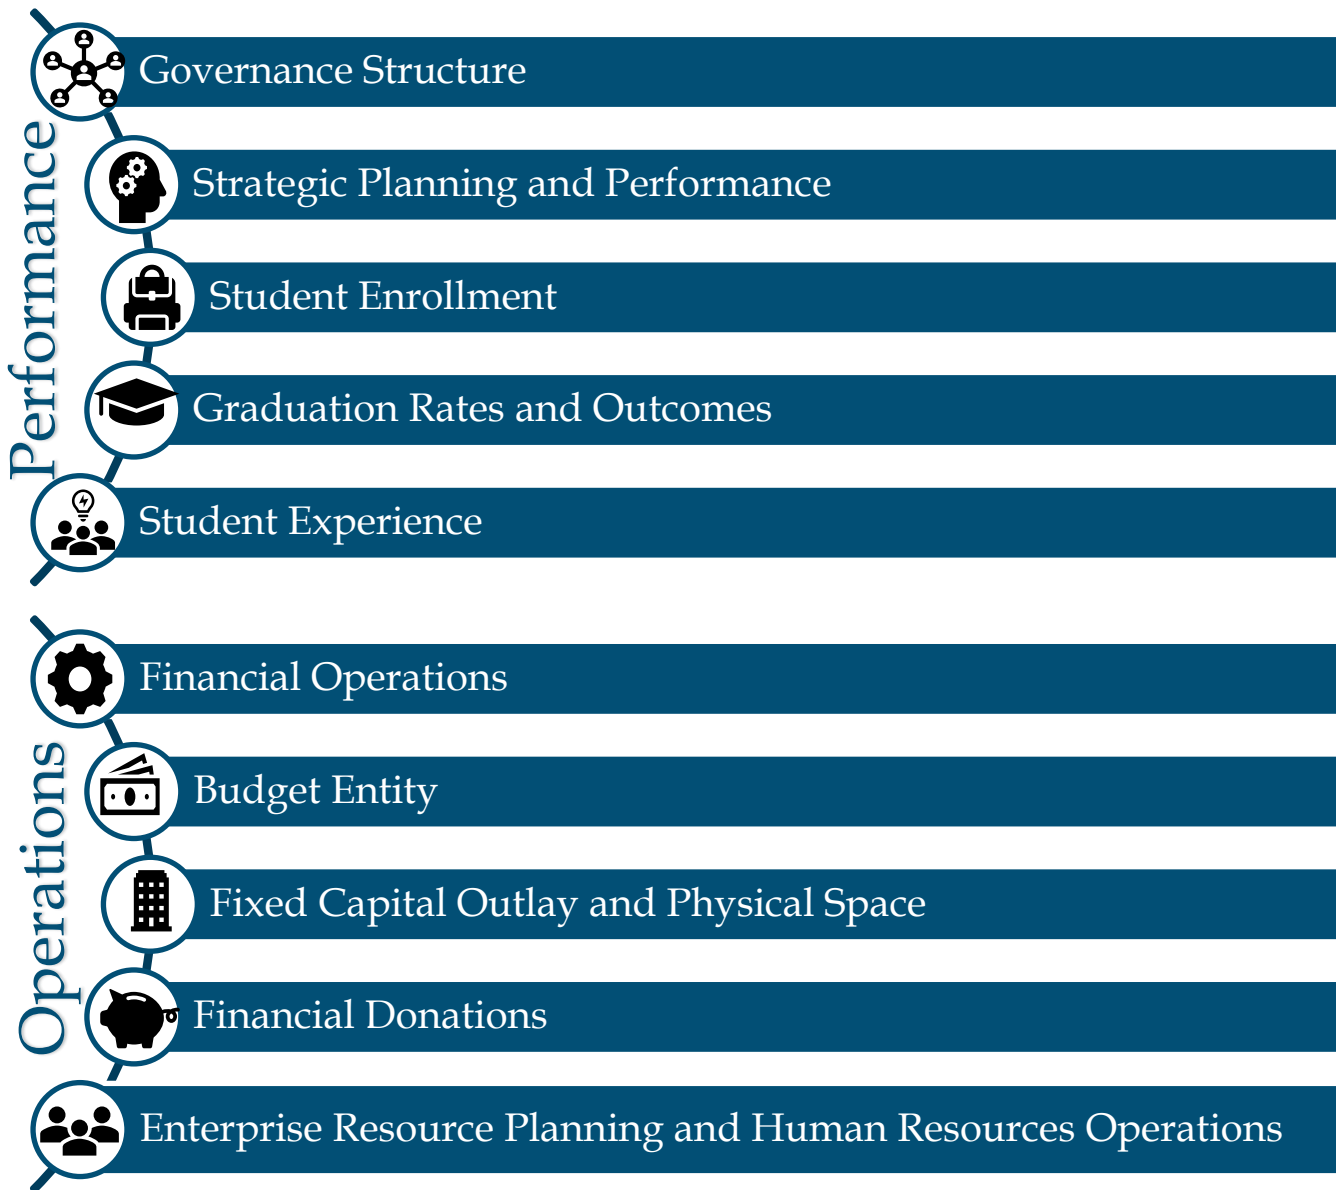 Performance
Governance Structure
Strategic Planning and Performance
Student Enrollment
Graduation Rates and Outcomes
Student Experience
Operations
Financial Operations
Budget Entity
Fixed Capital Outlay and Physical Space
Financial Donations
Enterprise Resource Planning and Human Resources Operations